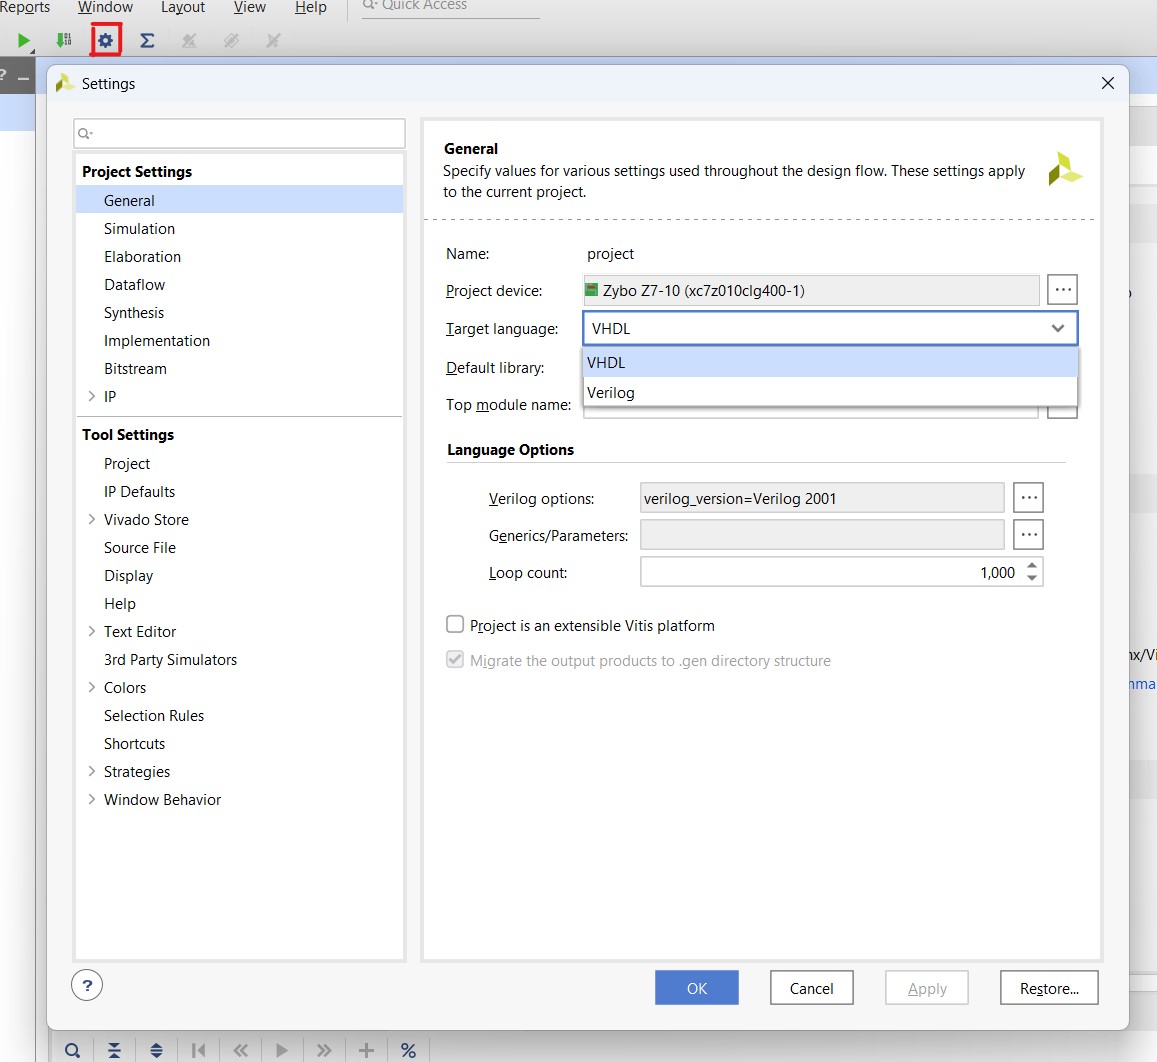 Reports Window Layout View Help Quick Access
Settings
Project Settings
General
Simulation
Elaboration
Dataflow
Synthesis
Implementation
Bitstream
IP
Tool Settings
Project
IP Defaults
Vivado Store
Source File
Display
Help
Text Editor
3rd Party Simulators
Colors
Selection Rules
Shortcuts
Strategies
Window Behavior
General
Specify values for various settings used throughout the design flow. These settings apply
to the current project.
Name: project
Project device: Zybo Z7-10 (xc7z010clg400-1) ...
Target language: VHDL
VHDL
Verilog
Default library:
Top module name:
Language Options
Verilog options: verilog_version=Verilog 2001 ...
Generics/Parameters: ...
Loop count: 1,000
Project is an extensible Vitis platform
Migrate the output products to .gen directory structure
? OK Cancel Apply Restore...